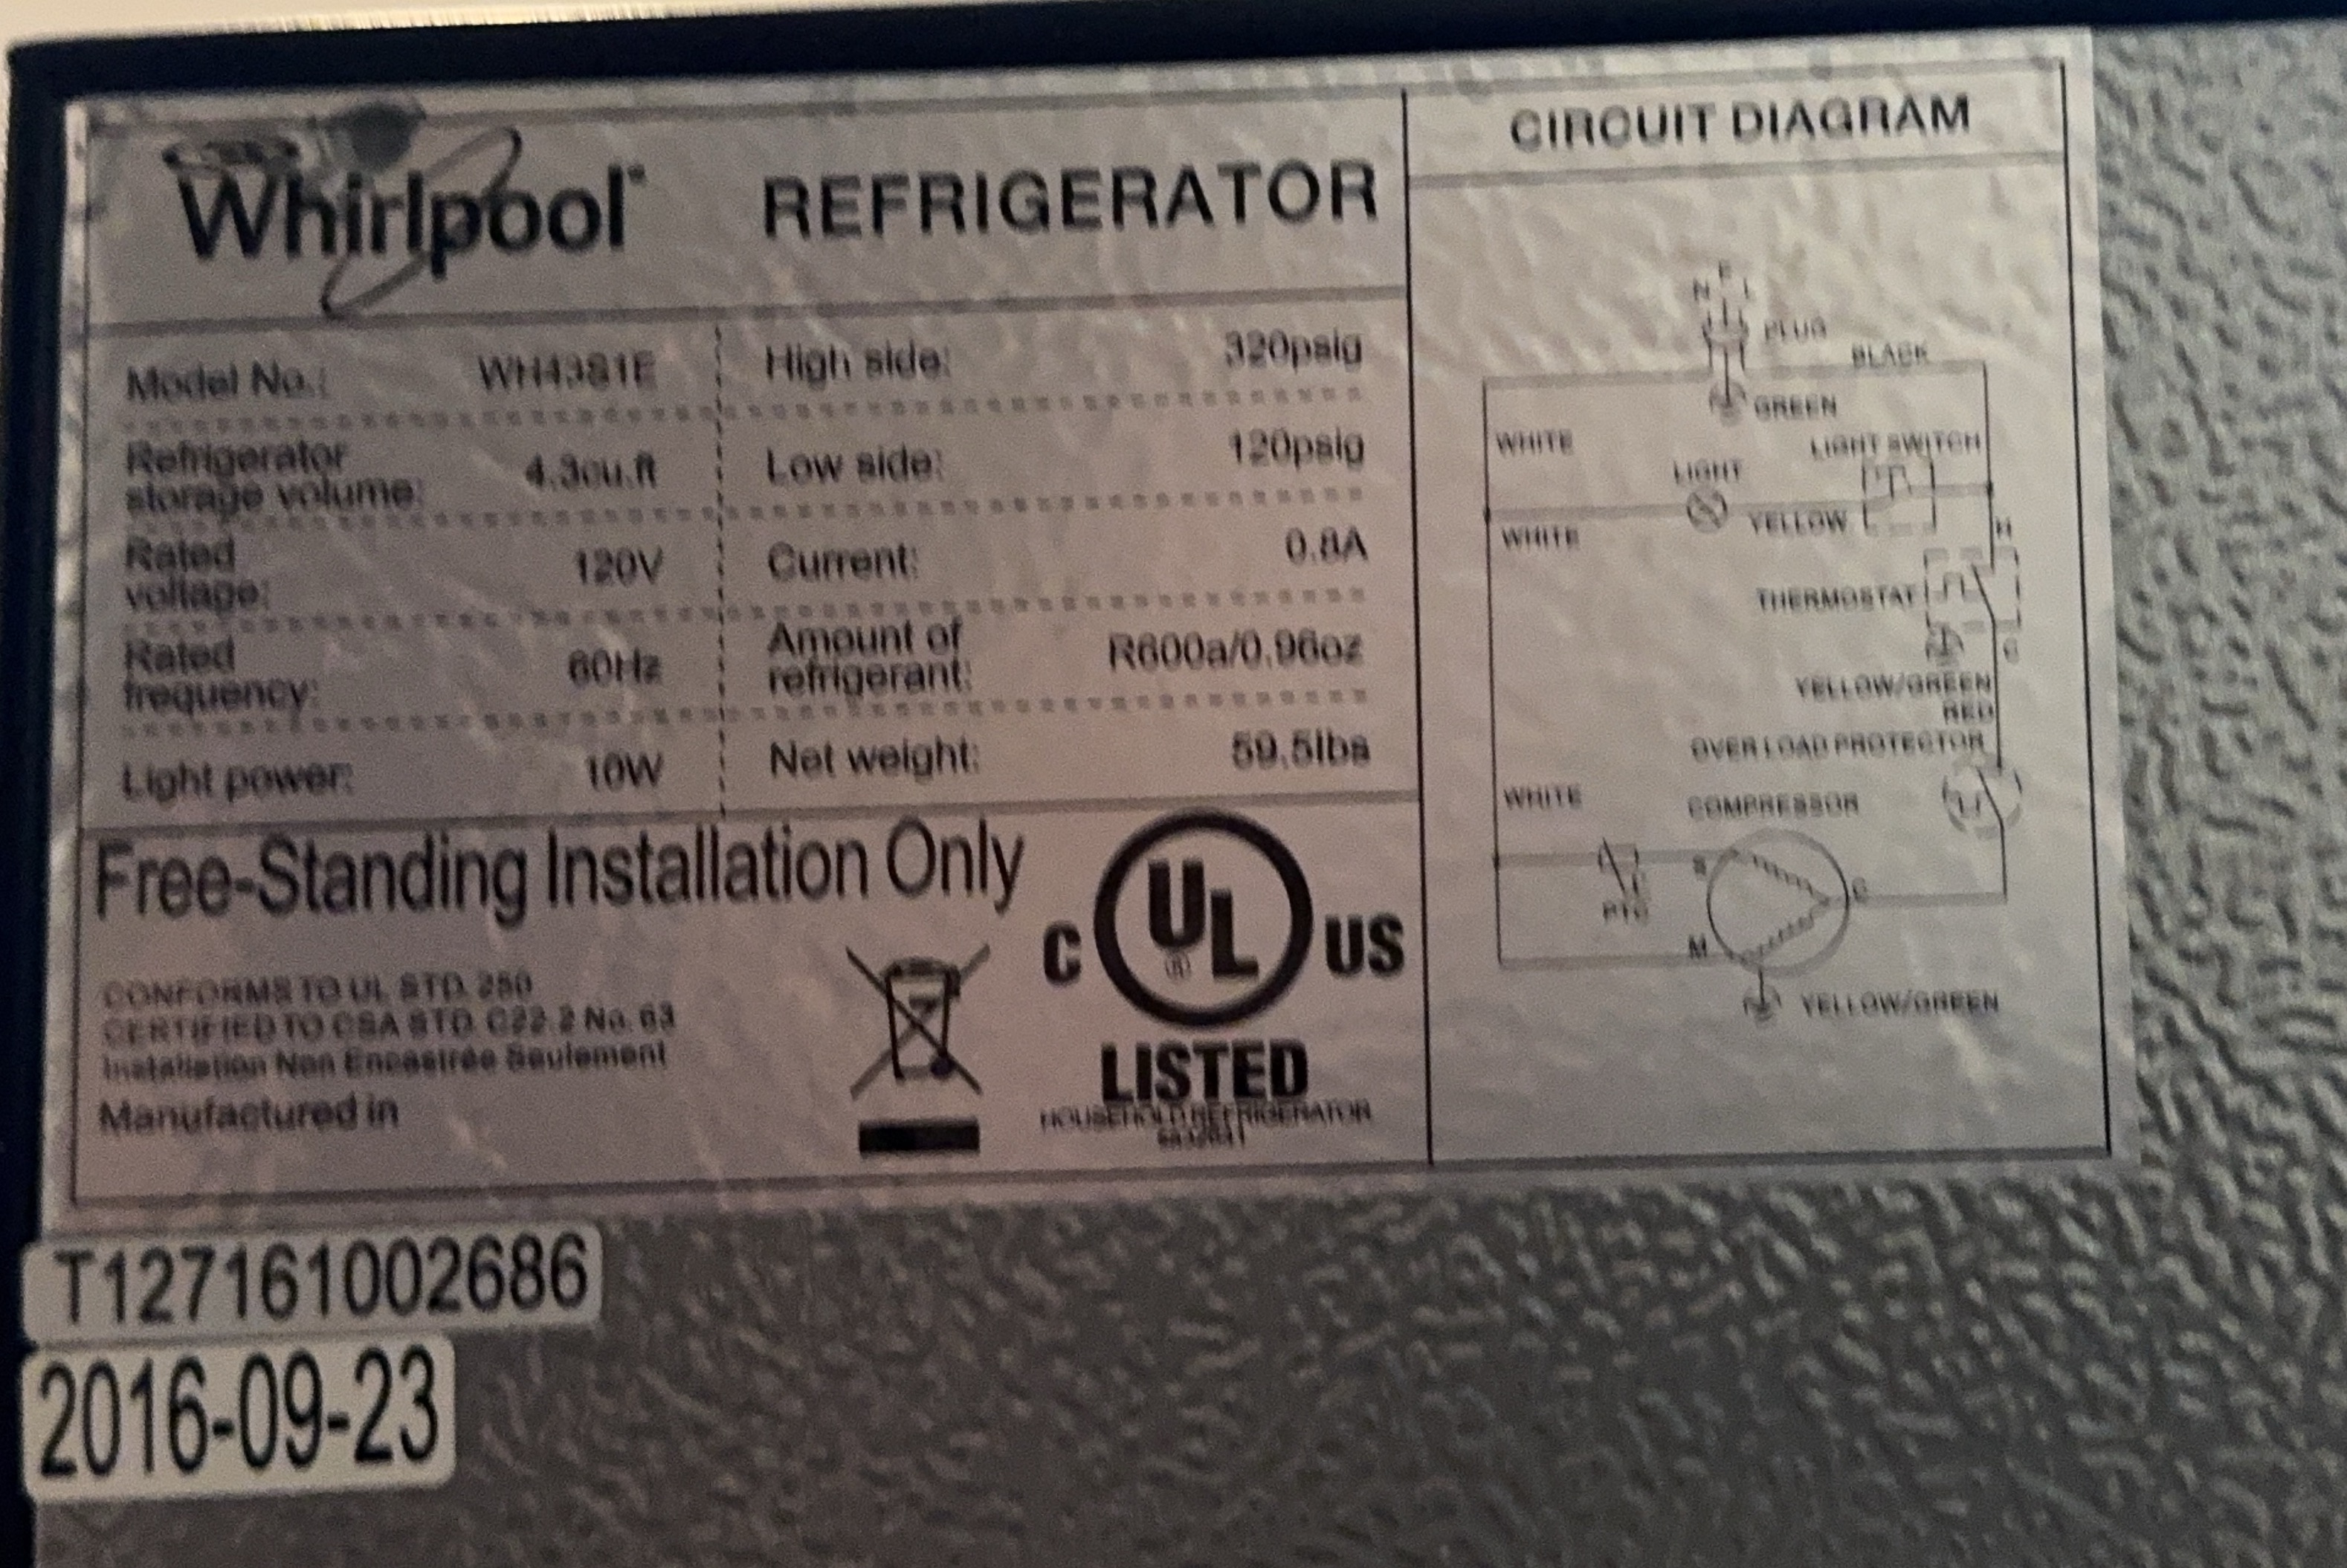 Whirlpool REFRIGERATOR
Model No.: WH43S1E
Refrigerator storage volume: 4.3cu.ft
Rated voltage: 120V
Rated frequency: 60Hz
Light power: 10W
High side: 320psig
Low side: 120psig
Current: 0.8A
Amount of refrigerant: R600a/0.96oz
Net weight: 59.5lbs
Free-Standing Installation Only
CONFORMS TO UL STD. 250
CERTIFIED TO CSA STD. C22.2 No. 63
Installation Non Encastrée Seulement
Manufactured in
C UL ® US
LISTED
HOUSEHOLD REFRIGERATOR
CIRCUIT DIAGRAM
N E L
PLUG
BLACK
GREEN
WHITE
LIGHT SWITCH
LIGHT
WHITE
YELLOW
H
THERMOSTAT
C
YELLOW/GREEN
RED
OVER LOAD PROTECTOR
WHITE
COMPRESSOR
S
C
PTC
M
YELLOW/GREEN
T127161002686
2016-09-23